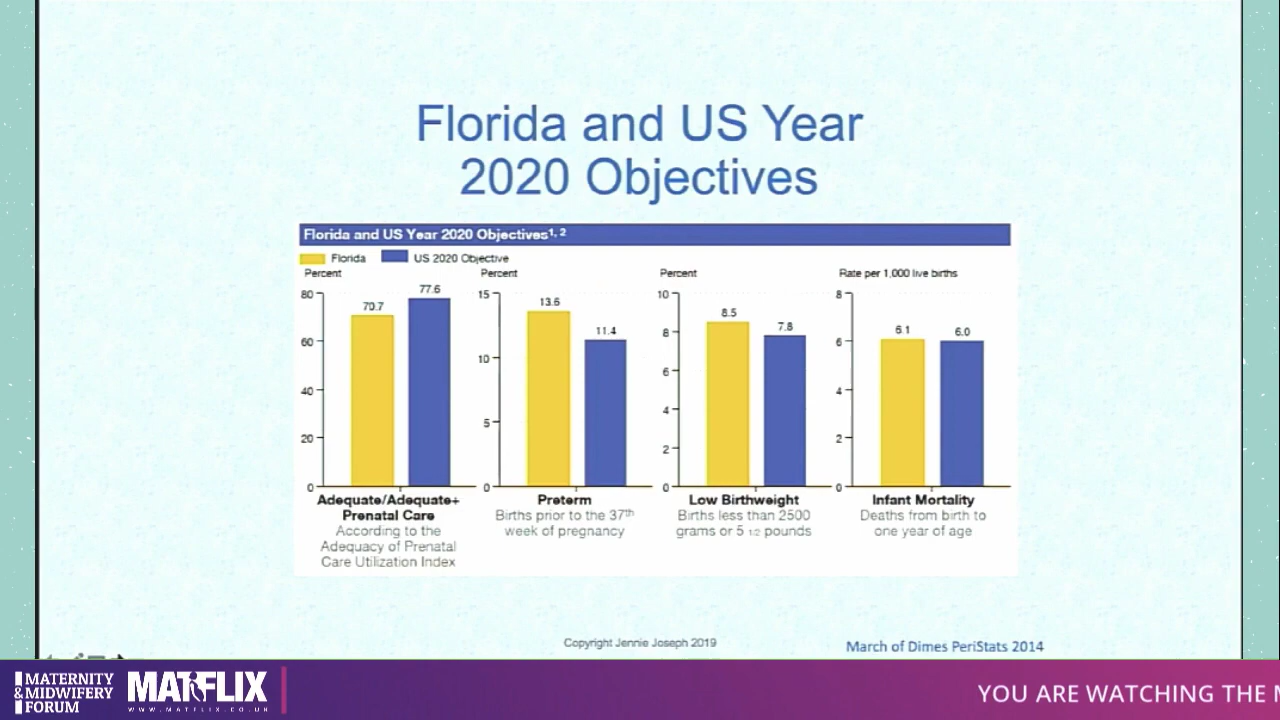 Florida and US Year
2020 Objectives
Florida and US Year 2020 Objectives1, 2
Florida
US 2020 Objective
Percent
80
60
40
20
0
70.7
77.6
Adequate/Adequate+
Prenatal Care
According to the
Adequacy of Prenatal
Care Utilization Index
Percent
15
10
5
0
13.6
11.4
Preterm
Births prior to the 37th
week of pregnancy
Percent
10
8
6
4
2
0
8.5
7.8
Low Birthweight
Births less than 2500
grams or 5 1/2 pounds
Rate per 1,000 live births
8
6
4
2
0
6.1
6.0
Infant Mortality
Deaths from birth to
one year of age
Copyright Jennie Joseph 2019
March of Dimes PeriStats 2014
MATERNITY
&MIDWIFERY
FORUM
MATFLIX
WWW.MATFLIX.CO.UK
YOU ARE WATCHING THE M